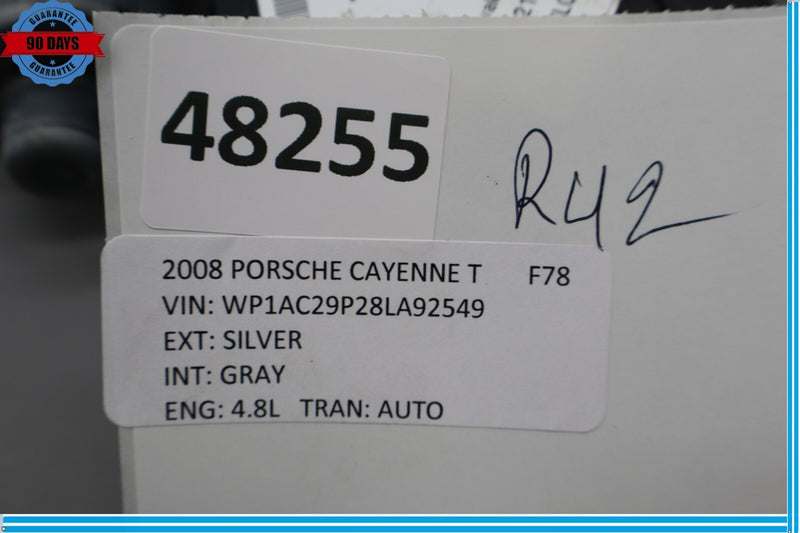 GUARANTEE
90 DAYS
GUARANTEE
48255
R42
2008 PORSCHE CAYENNE T F78
VIN: WP1AC29P28LA92549
EXT: SILVER
INT: GRAY
ENG: 4.8L TRAN: AUTO